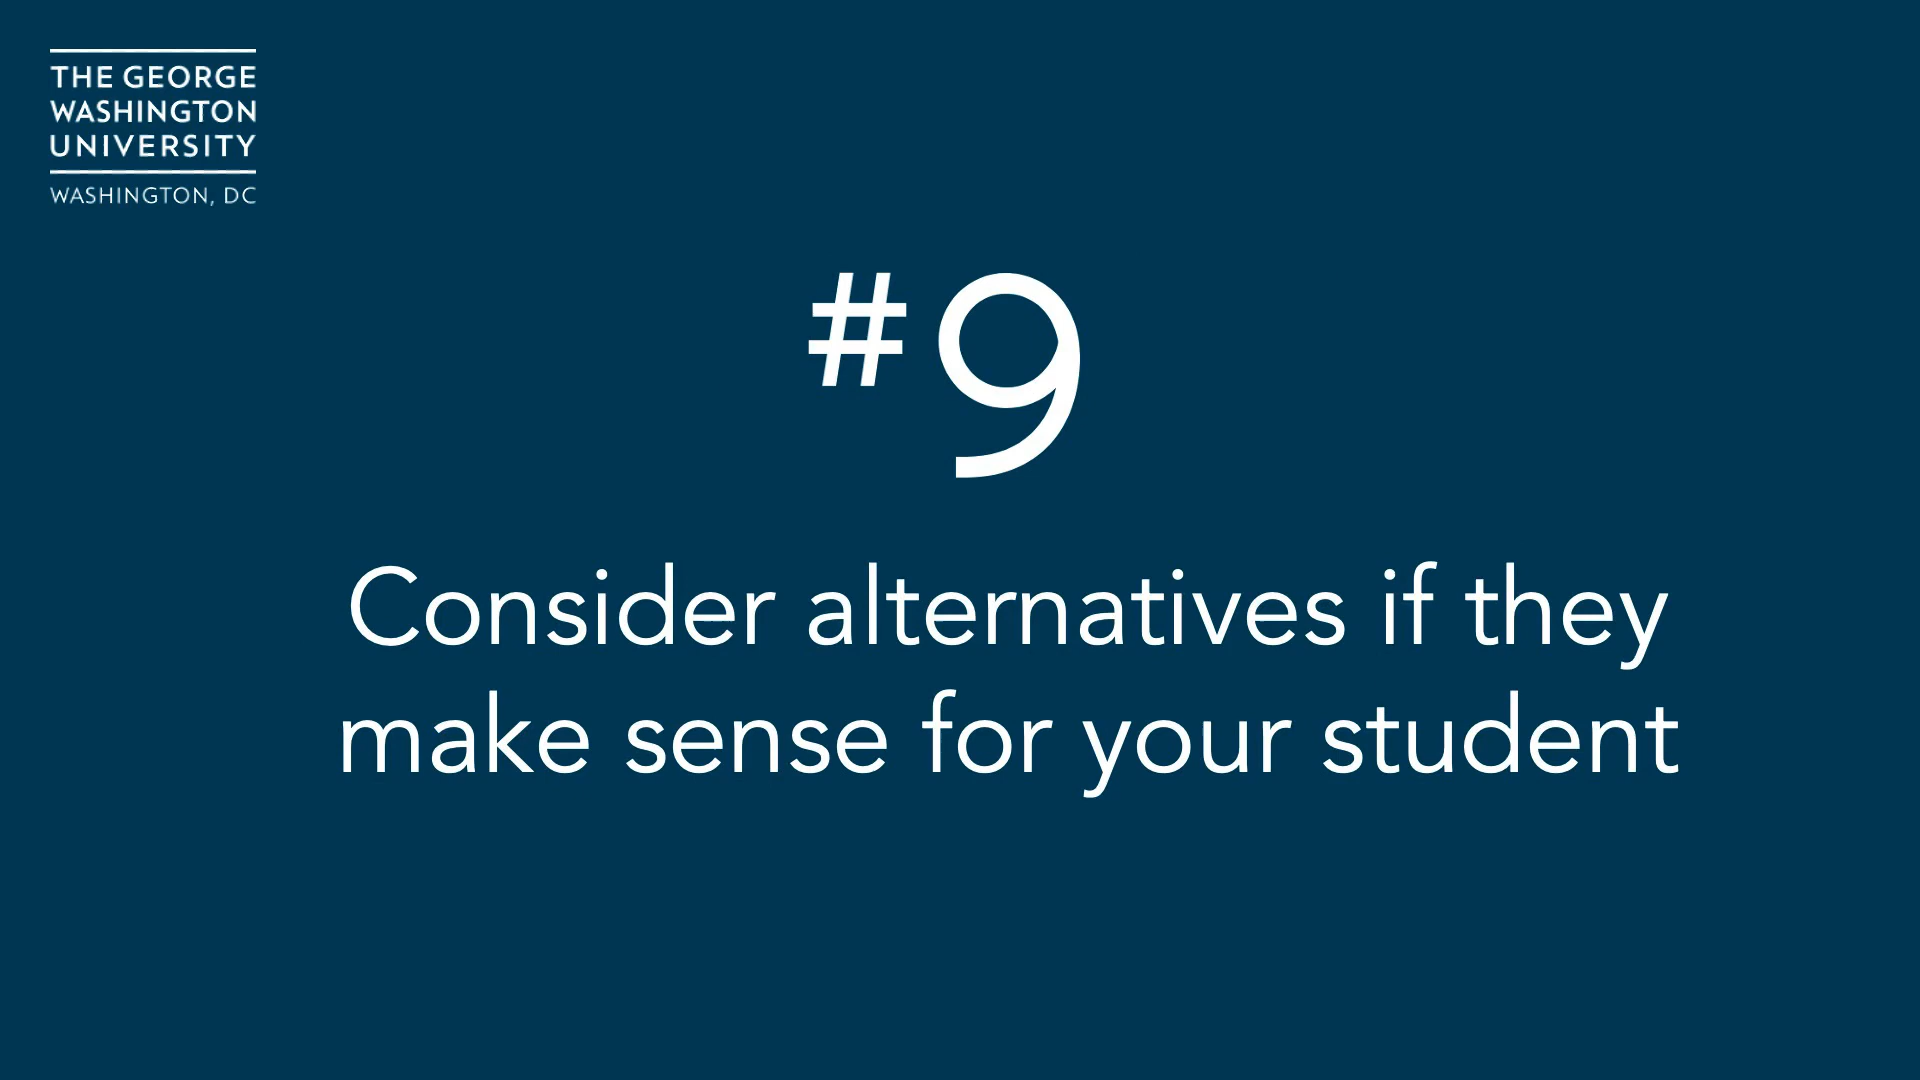 THE GEORGE
WASHINGTON
UNIVERSITY
WASHINGTON, DC
#9
Consider alternatives if they
make sense for your student